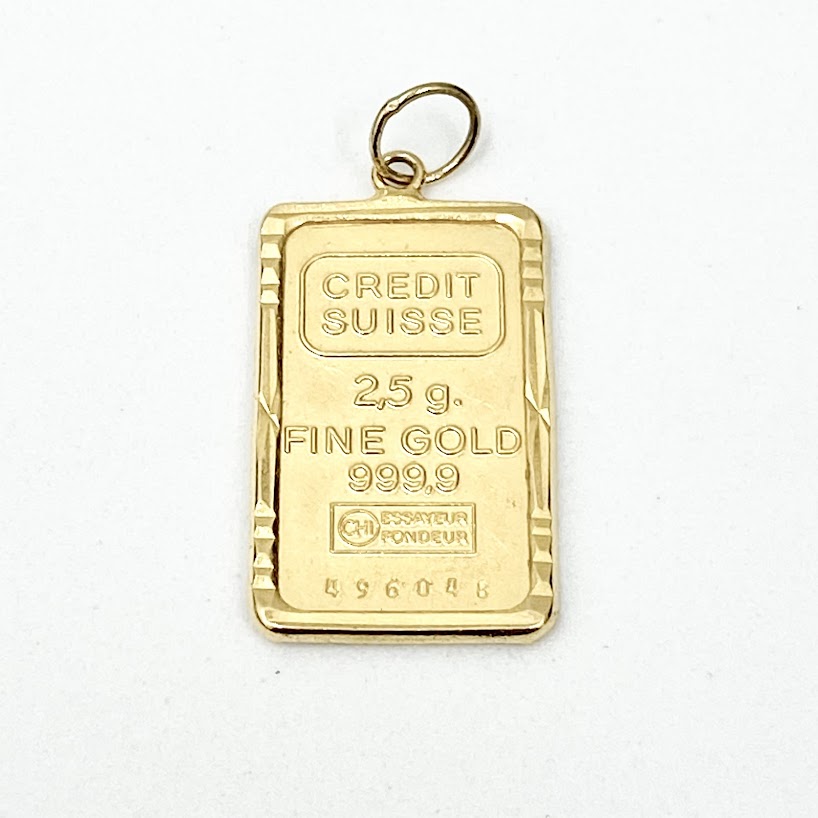 CREDIT
SUISSE
2,5 g.
FINE GOLD
999,9
CHI ESSAYEUR
FONDEUR